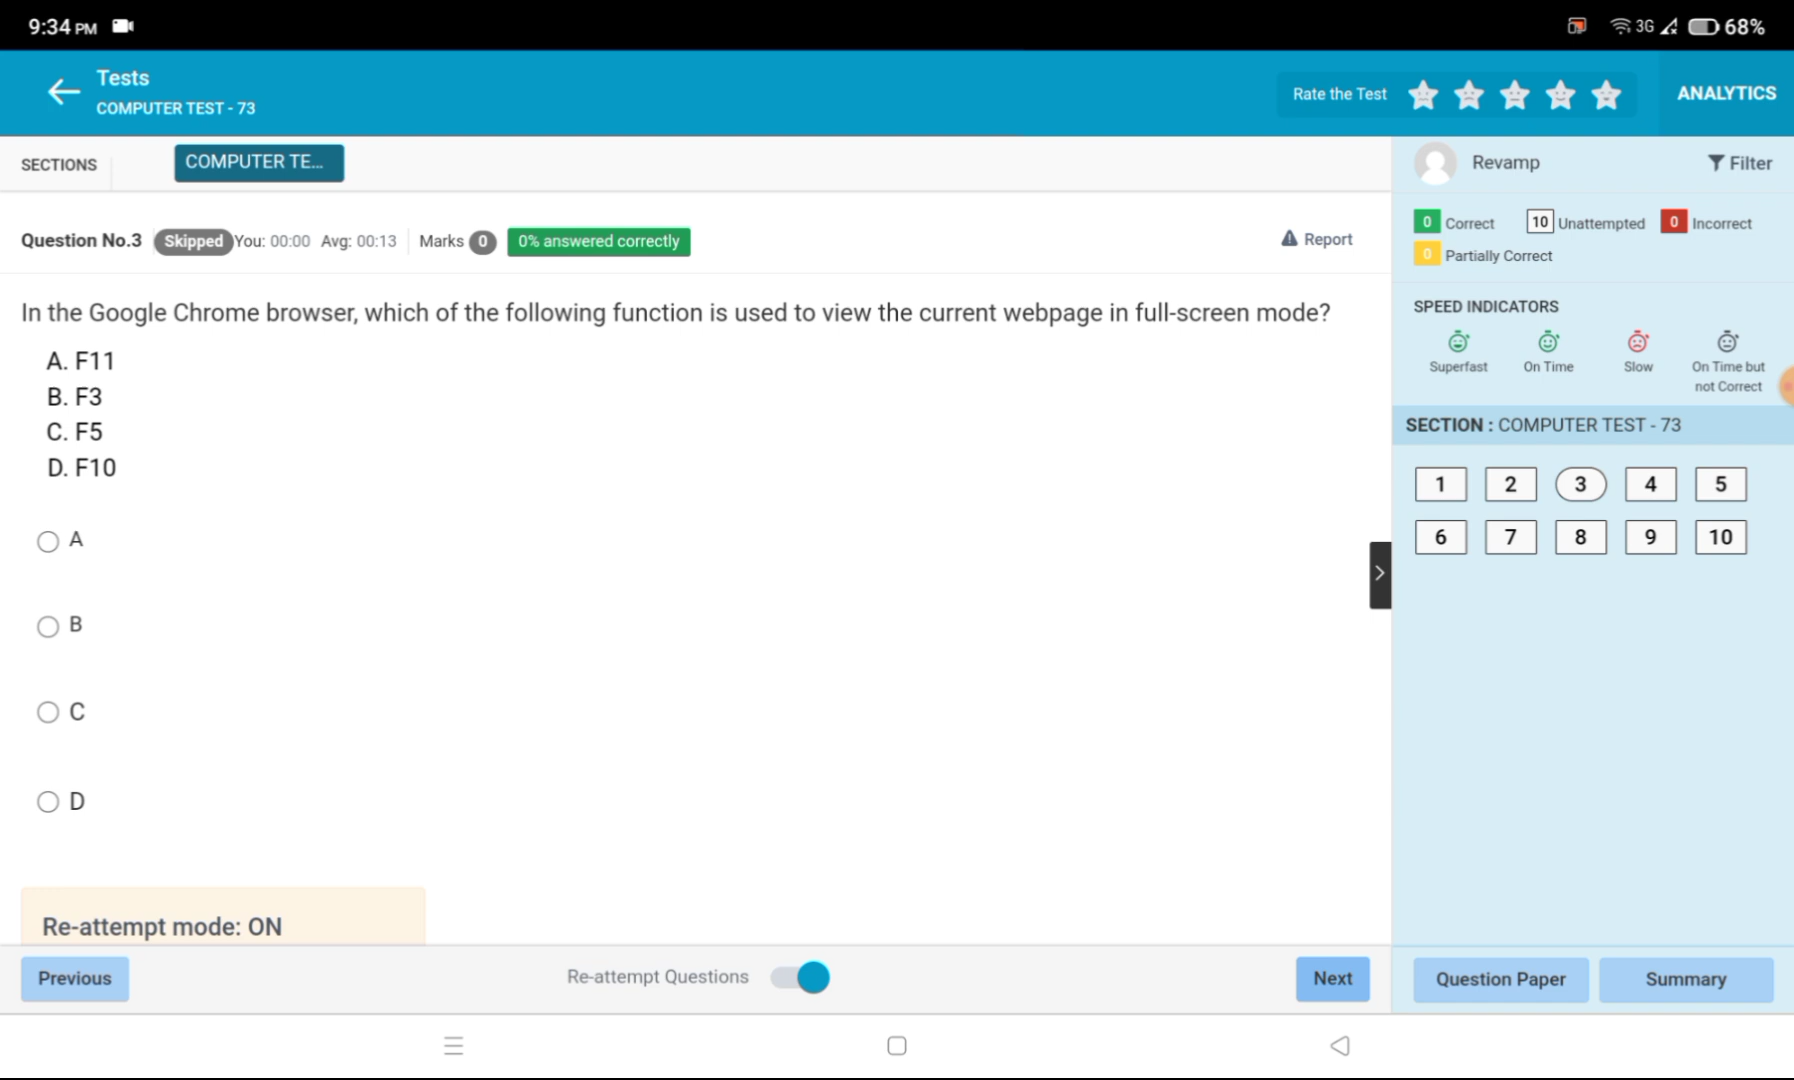 9:34 PM
3G 68%
Tests
COMPUTER TEST - 73
Rate the Test
ANALYTICS
SECTIONS
COMPUTER TE...
Revamp
Filter
Question No.3 Skipped You: 00:00 Avg: 00:13 Marks 0 0% answered correctly
Report
0 Correct 10 Unattempted 0 Incorrect
0 Partially Correct
In the Google Chrome browser, which of the following function is used to view the current webpage in full-screen mode?
A. F11
B. F3
C. F5
D. F10
A
B
C
D
SPEED INDICATORS
Superfast
On Time
Slow
On Time but
not Correct
SECTION : COMPUTER TEST - 73
1 2 3 4 5
6 7 8 9 10
Re-attempt mode: ON
Previous
Re-attempt Questions
Next
Question Paper
Summary